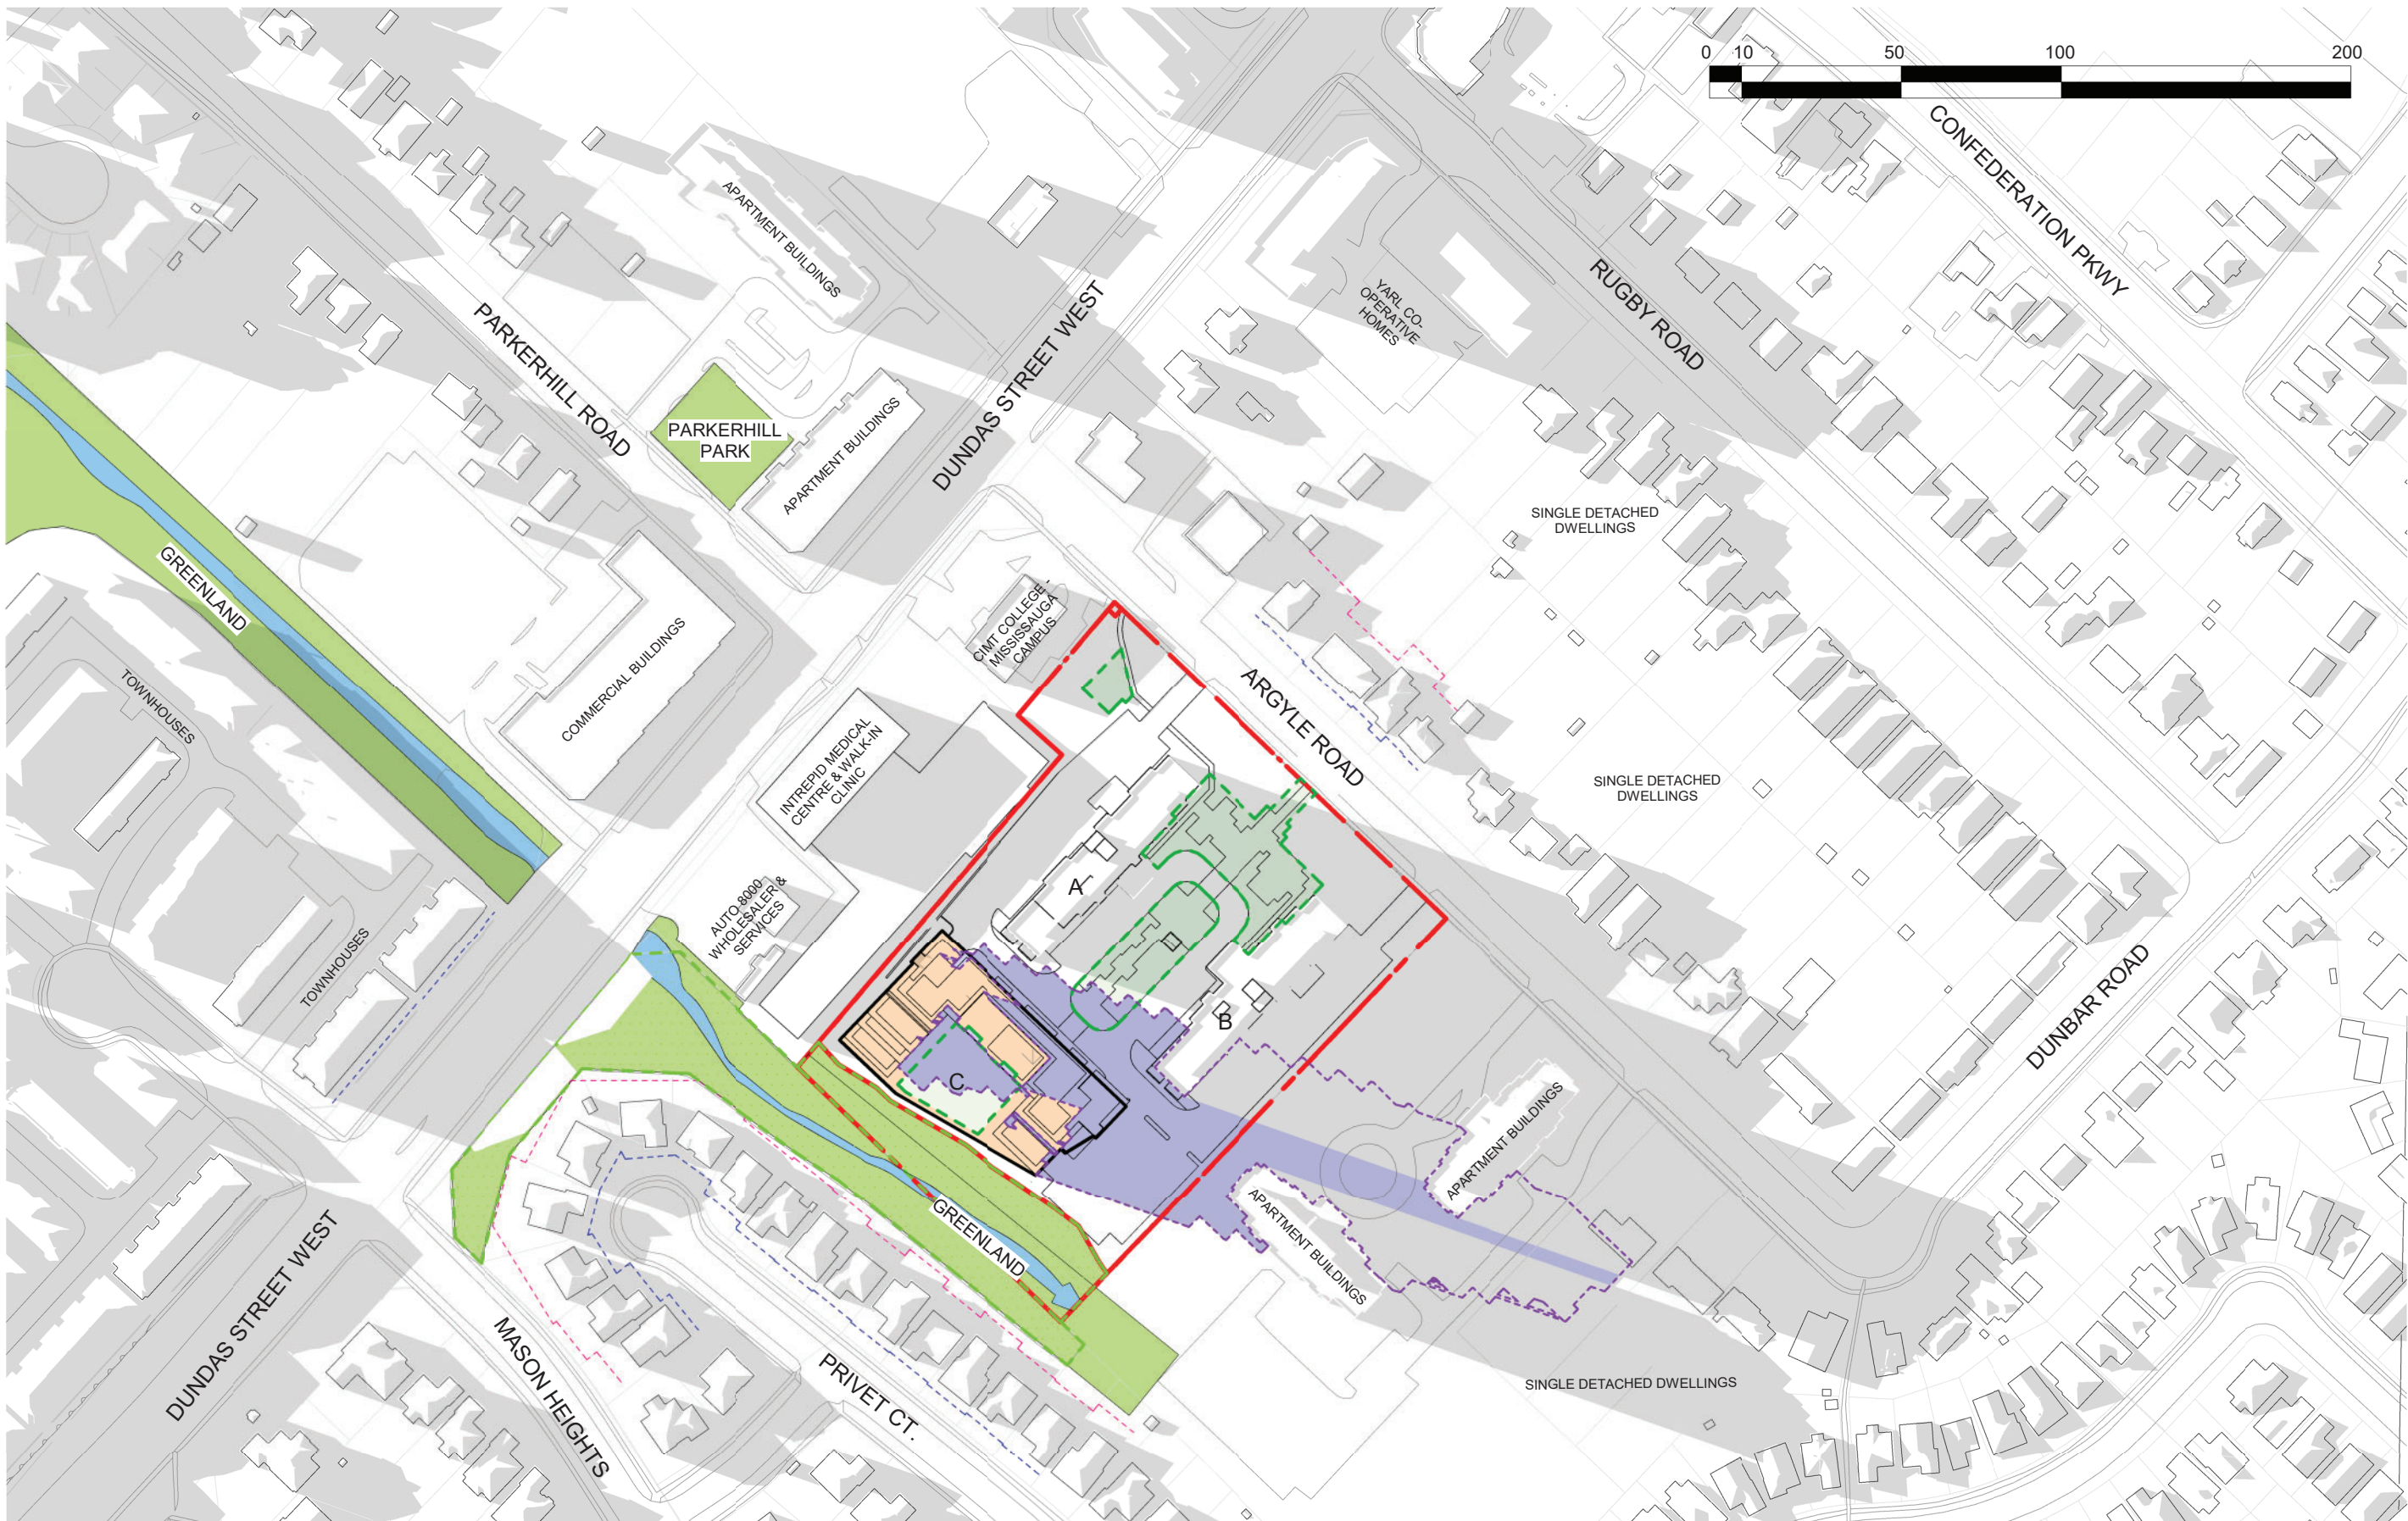 0 10 50 100 200
CONFEDERATION PKWY
APARTMENT BUILDINGS
YARL CO-
OPERATIVE
HOMES
RUGBY ROAD
PARKERHILL ROAD
DUNDAS STREET WEST
PARKERHILL
PARK
APARTMENT BUILDINGS
SINGLE DETACHED
DWELLINGS
GREENLAND
CIMT COLLEGE -
MISSISSAUGA
CAMPUS
COMMERCIAL BUILDINGS
TOWNHOUSES
ARGYLE ROAD
INTREPID MEDICAL
CENTRE & WALK-IN
CLINIC
SINGLE DETACHED
DWELLINGS
A
AUTO-8000
WHOLESALER &
SERVICES
TOWNHOUSES
B
DUNBAR ROAD
C
APARTMENT BUILDINGS
APARTMENT BUILDINGS
GREENLAND
DUNDAS STREET WEST
MASON HEIGHTS
PRIVET CT.
SINGLE DETACHED DWELLINGS